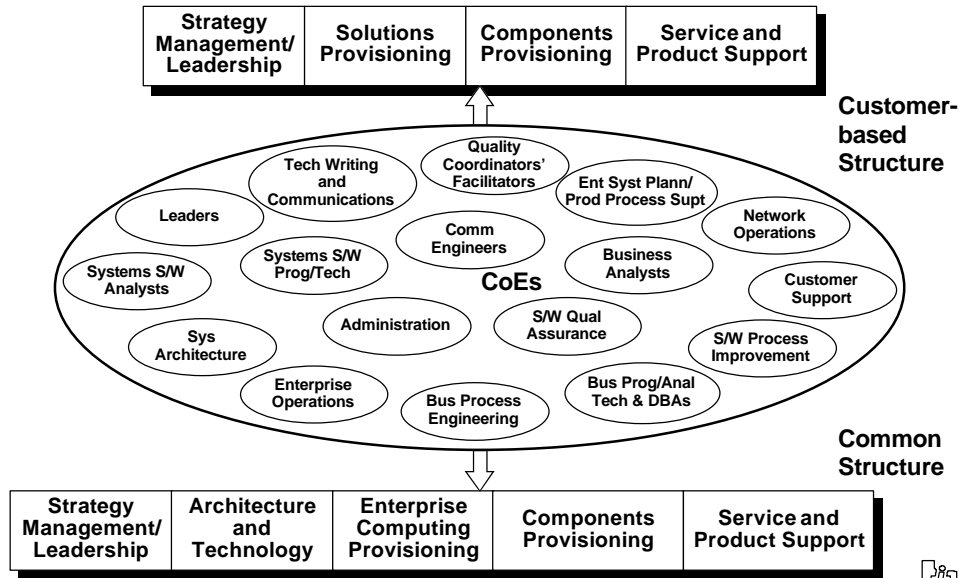 Strategy
Management/
Leadership
Solutions
Provisioning
Components
Provisioning
Service and
Product Support
Customer-
based
Structure
Quality
Coordinators'
Facilitators
Tech Writing
and
Communications
Ent Syst Plann/
Prod Process Supt
Leaders
Network
Operations
Comm
Engineers
Systems S/W
Prog/Tech
Business
Analysts
Systems S/W
Analysts
CoEs
Customer
Support
Administration
S/W Qual
Assurance
Sys
Architecture
S/W Process
Improvement
Enterprise
Operations
Bus Prog/Anal
Tech & DBAs
Bus Process
Engineering
Common
Structure
Strategy
Management/
Leadership
Architecture
and
Technology
Enterprise
Computing
Provisioning
Components
Provisioning
Service and
Product Support